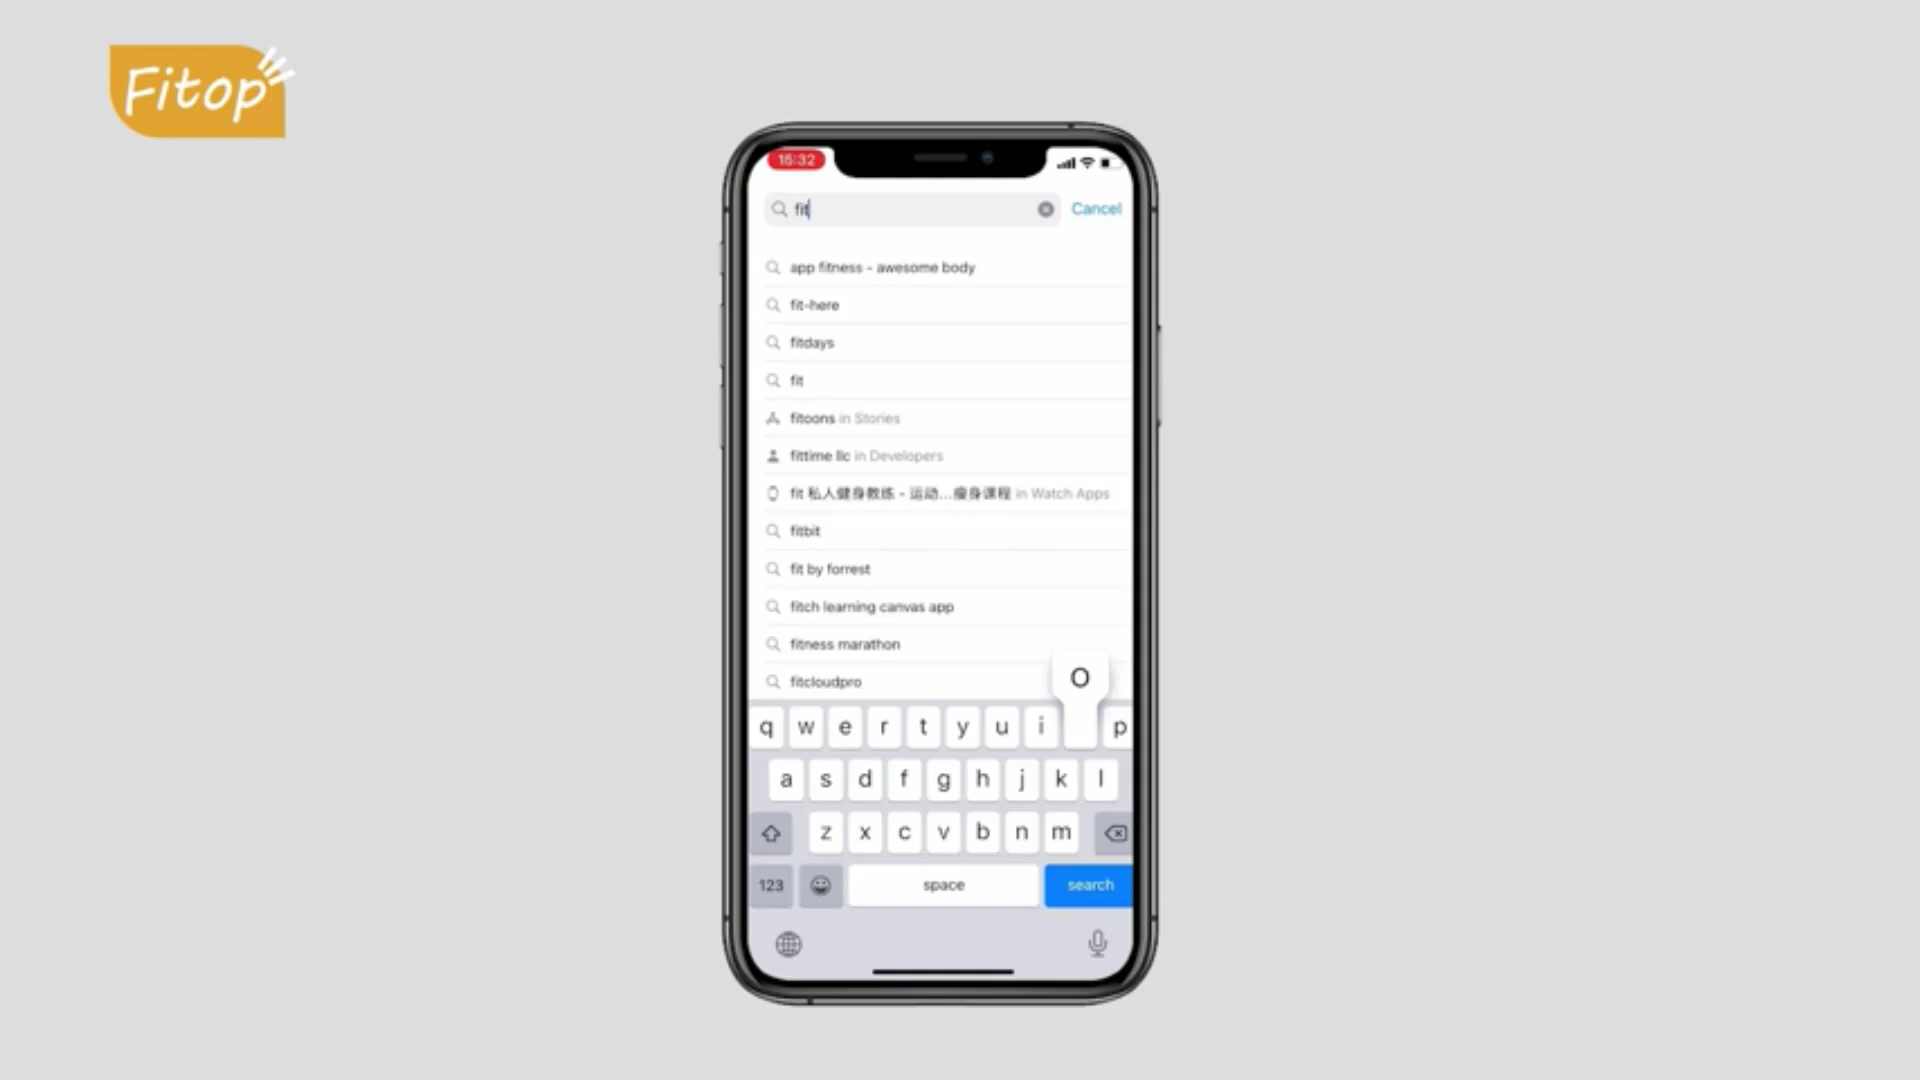 Fitop
15:32
fit
Cancel
app fitness - awesome body
fit-here
fitdays
fit
fitoons in Stories
fittime llc in Developers
fit 私人健身教练 - 运动...瘦身课程 in Watch Apps
fitbit
fit by forrest
fitch learning canvas app
fitness marathon
fitcloudpro
O
q w e r t y u i p
a s d f g h j k l
z x c v b n m
123 space search